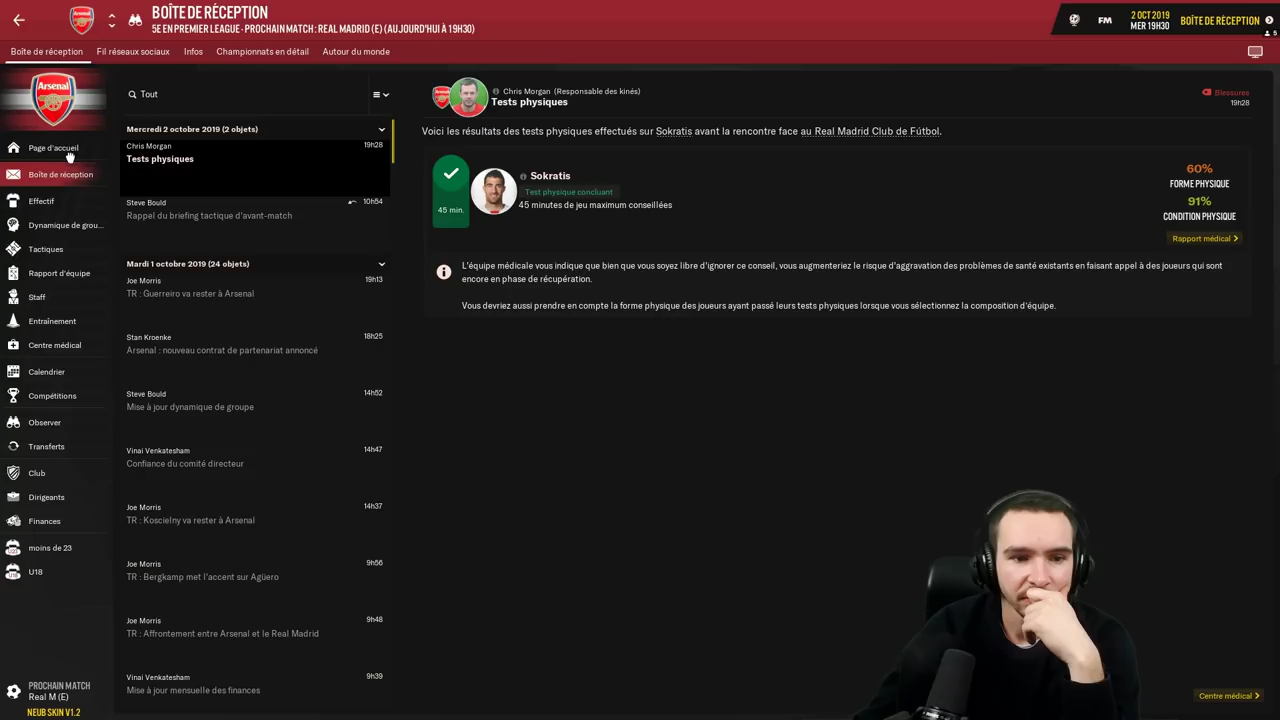 BOÎTE DE RÉCEPTION
5E EN PREMIER LEAGUE - PROCHAIN MATCH : REAL MADRID (E) (AUJOURD'HUI À 19H30)
FM
2 OCT 2019
MER 19H30
BOÎTE DE RÉCEPTION
5
Boîte de réception
Fil réseaux sociaux
Infos
Championnats en détail
Autour du monde
Arsenal
Page d'accueil
Boîte de réception
Effectif
Dynamique de grou...
Tactiques
Rapport d'équipe
Staff
Entraînement
Centre médical
Calendrier
Compétitions
Observer
Transferts
Club
Dirigeants
Finances
moins de 23
U18
PROCHAIN MATCH
Real M (E)
NEUB SKIN V1.2
Tout
Mercredi 2 octobre 2019 (2 objets)
Chris Morgan 19h28
Tests physiques
Steve Bould 10h54
Rappel du briefing tactique d'avant-match
Mardi 1 octobre 2019 (24 objets)
Joe Morris 19h13
TR : Guerreiro va rester à Arsenal
Stan Kroenke 18h25
Arsenal : nouveau contrat de partenariat annoncé
Steve Bould 14h52
Mise à jour dynamique de groupe
Vinai Venkatesham 14h47
Confiance du comité directeur
Joe Morris 14h37
TR : Koscielny va rester à Arsenal
Joe Morris 9h56
TR : Bergkamp met l'accent sur Agüero
Joe Morris 9h48
TR : Affrontement entre Arsenal et le Real Madrid
Vinai Venkatesham 9h39
Mise à jour mensuelle des finances
Chris Morgan (Responsable des kinés)
Tests physiques
Blessures
19h28
Voici les résultats des tests physiques effectués sur Sokratis avant la rencontre face au Real Madrid Club de Fútbol.
45 min.
Sokratis
Test physique concluant
45 minutes de jeu maximum conseillées
60%
FORME PHYSIQUE
91%
CONDITION PHYSIQUE
Rapport médical
L'équipe médicale vous indique que bien que vous soyez libre d'ignorer ce conseil, vous augmenteriez le risque d'aggravation des problèmes de santé existants en faisant appel à des joueurs qui sont
encore en phase de récupération.
Vous devriez aussi prendre en compte la forme physique des joueurs ayant passé leurs tests physiques lorsque vous sélectionnez la composition d'équipe.
Centre médical